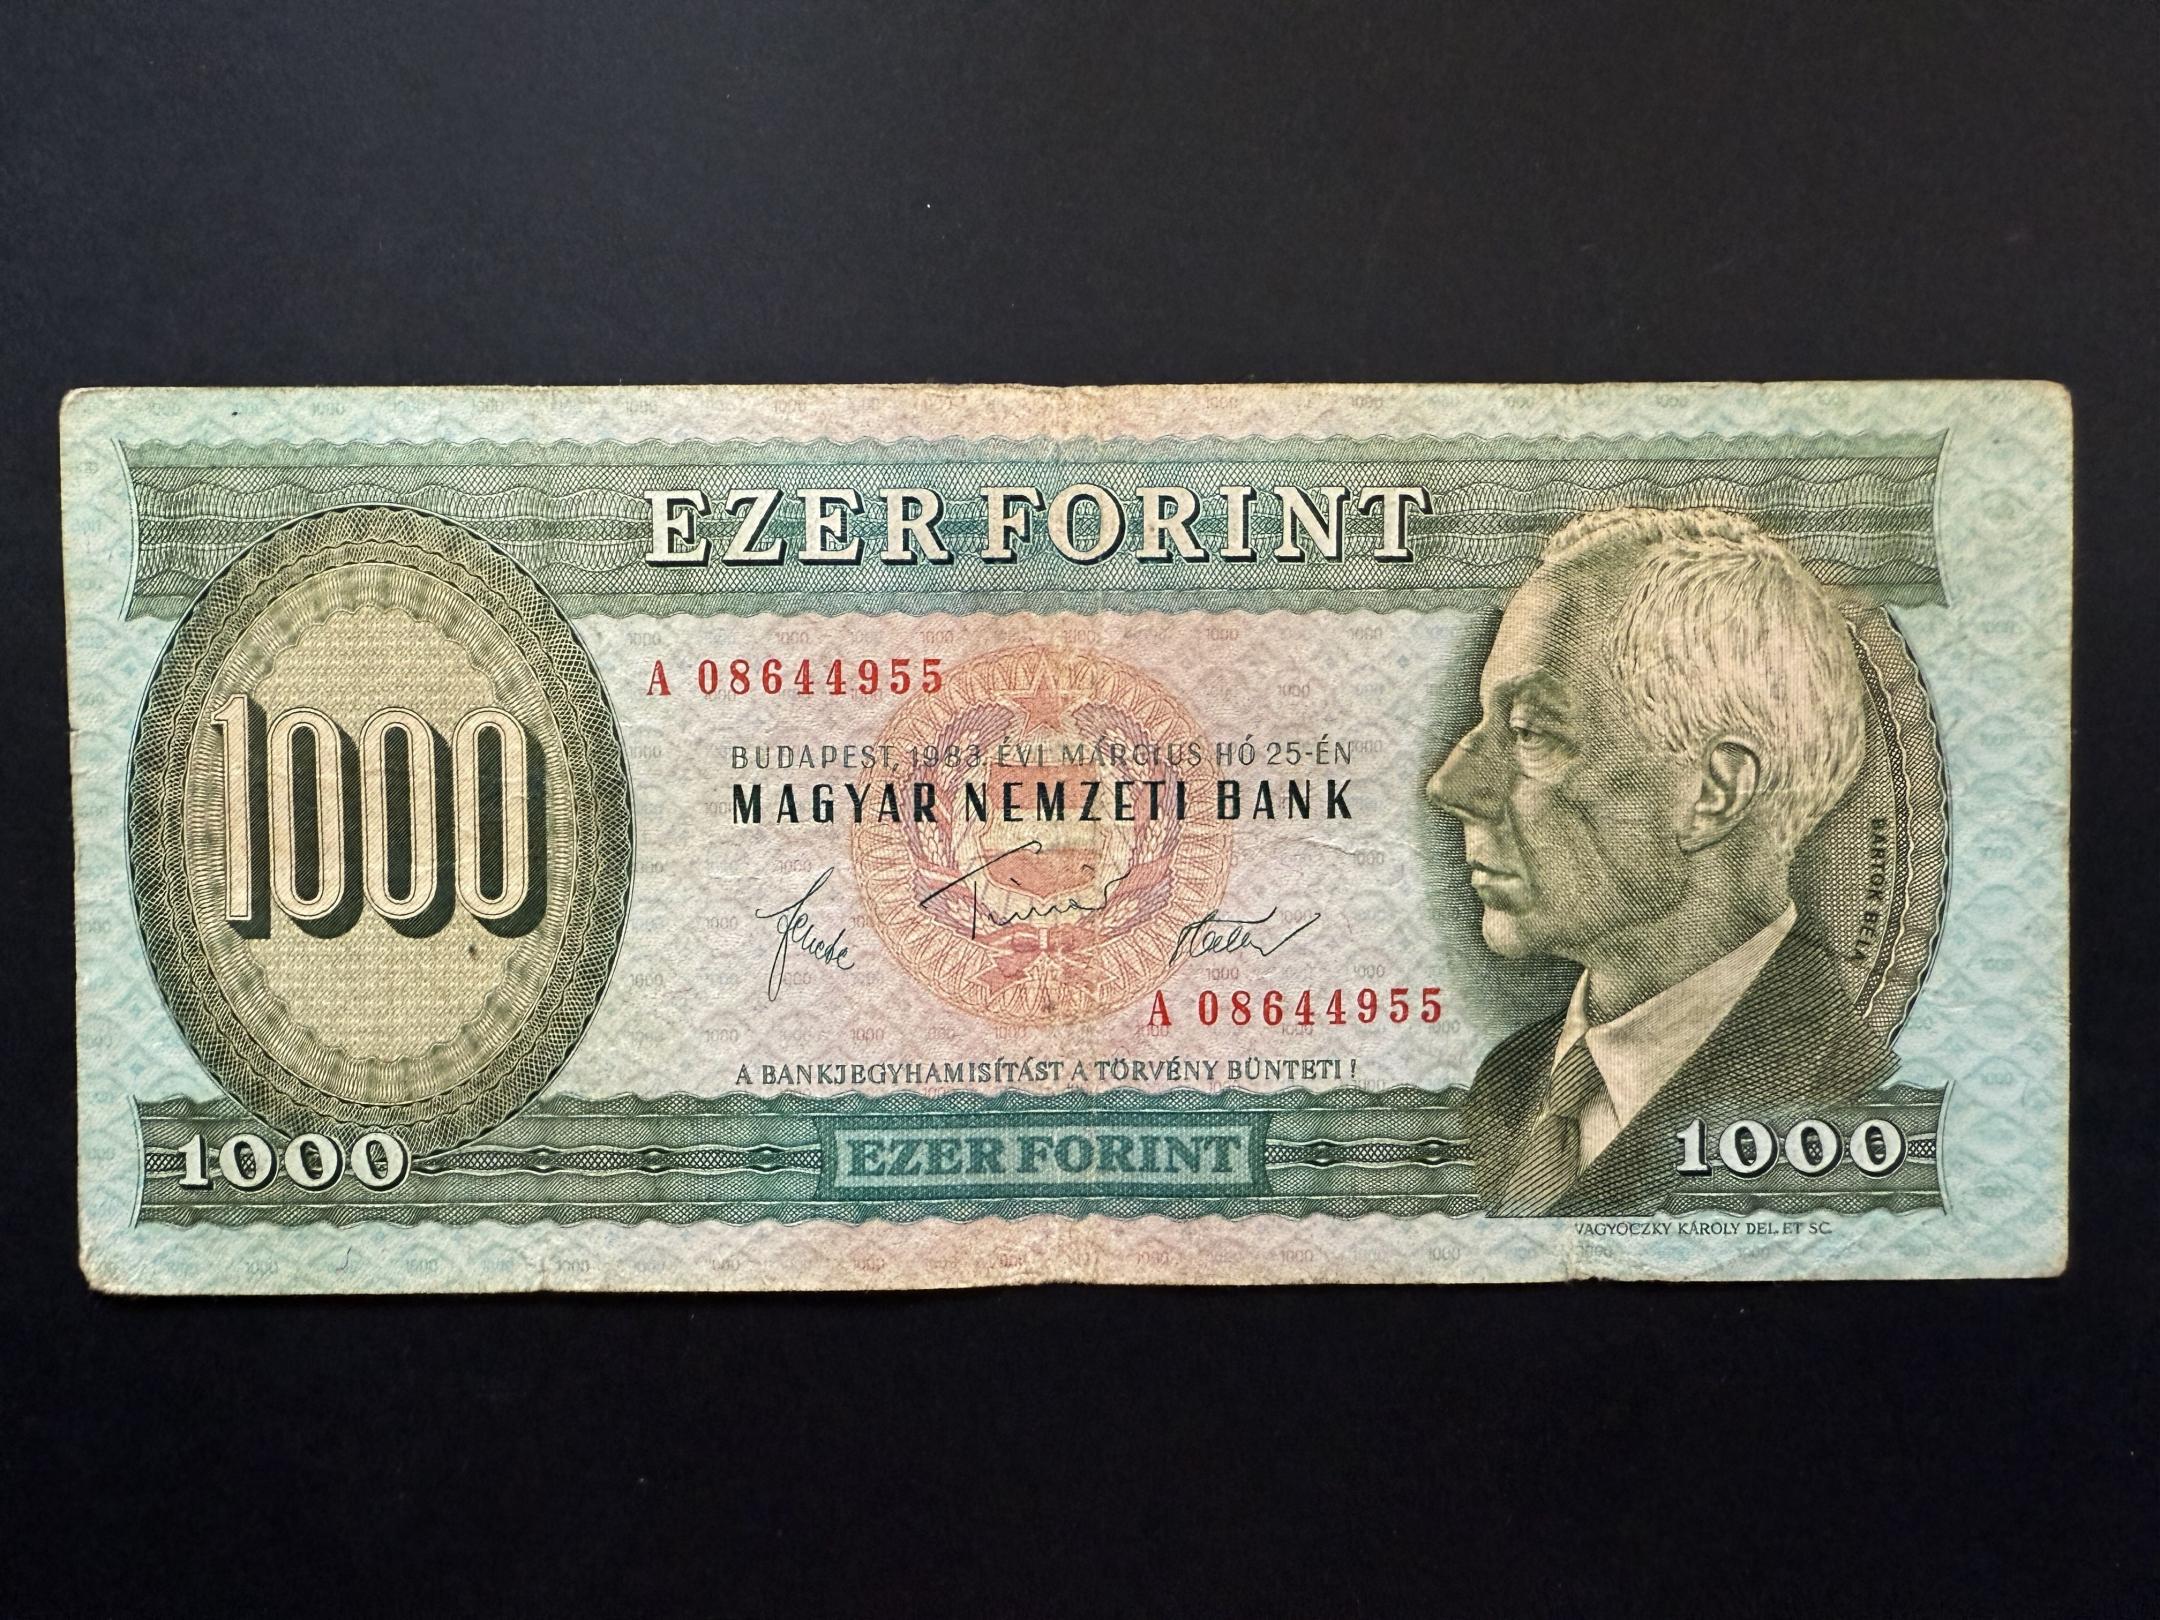 EZER FORINT
1000
A 08644955
BUDAPEST, 1983. ÉVI MÁRCIUS HÓ 25-ÉN
MAGYAR NEMZETI BANK
BARTÓK BÉLA
A 08644955
A BANKJEGYHAMISÍTÁST A TÖRVÉNY BÜNTETI!
1000
EZER FORINT
1000
VAGYÓCZKY KÁROLY DEL. ET SC.